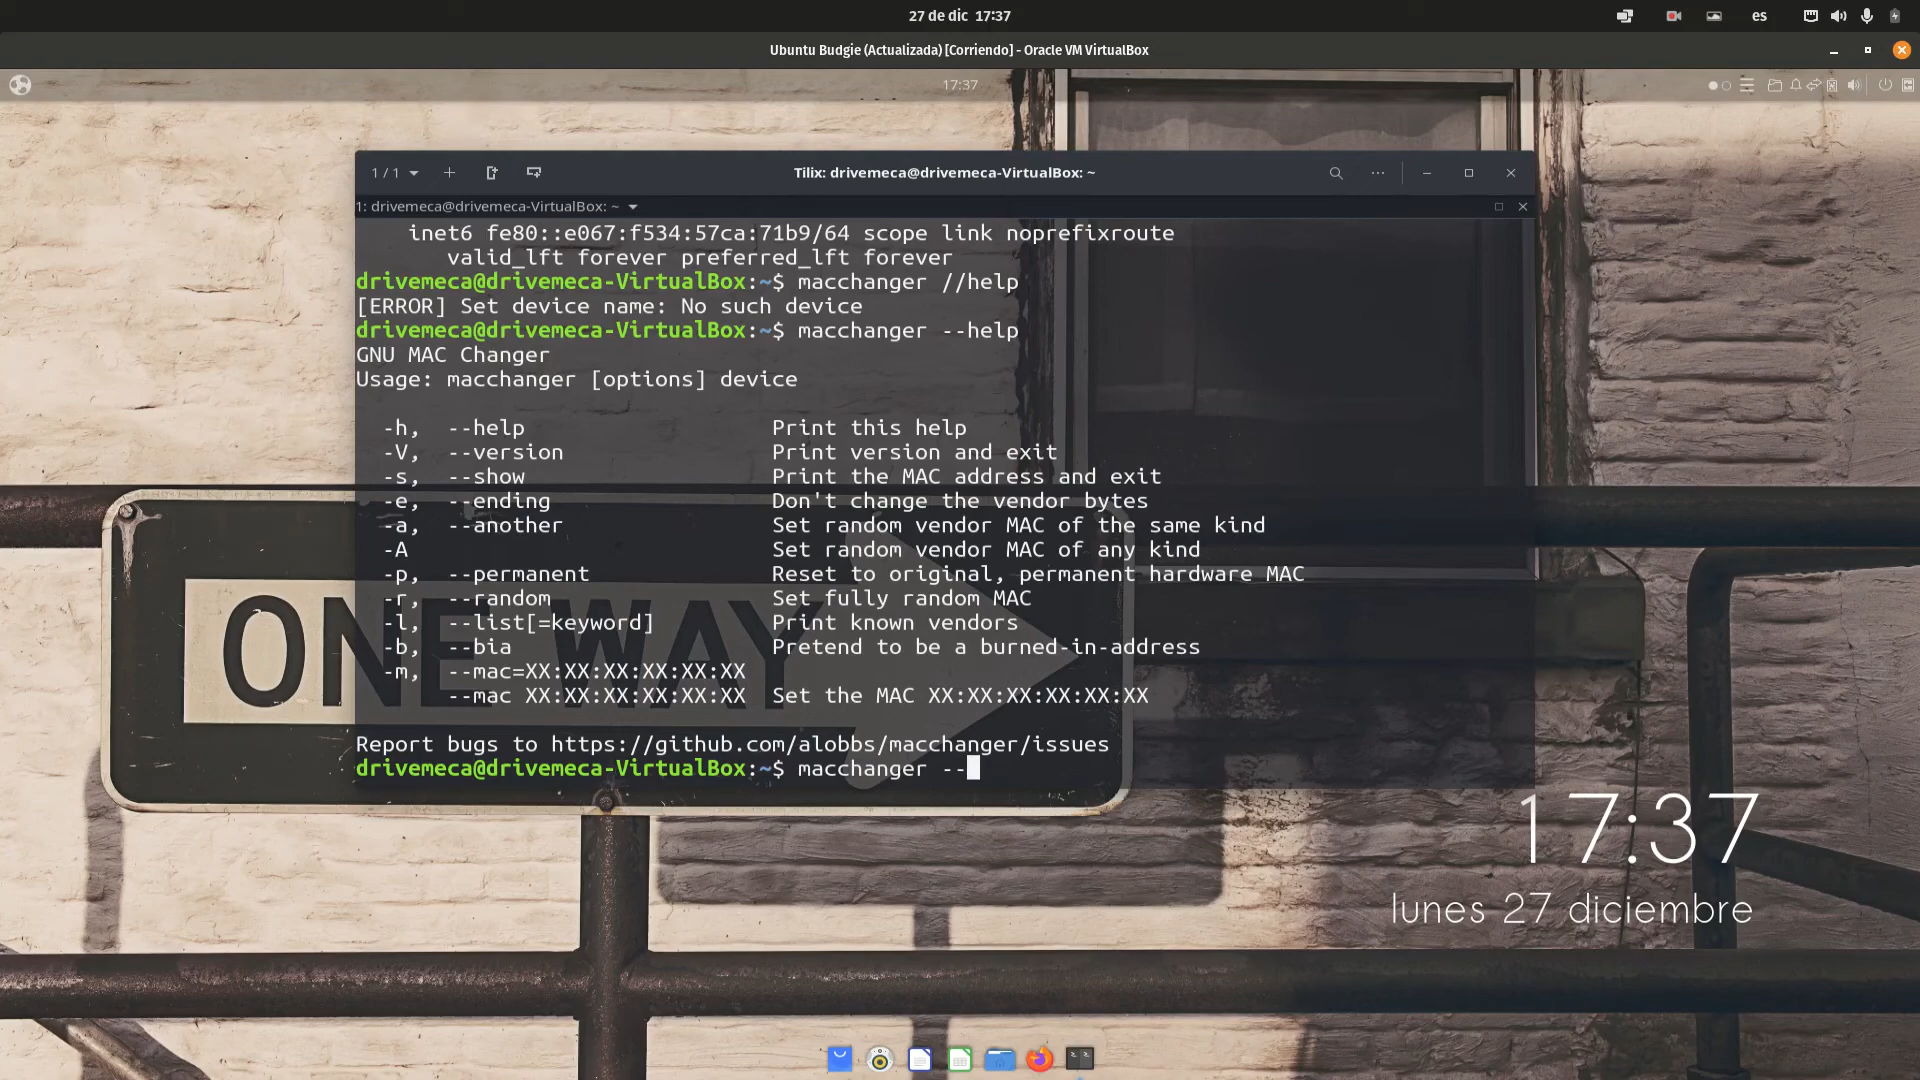 27 de dic 17:37
es
Ubuntu Budgie (Actualizada) [Corriendo] - Oracle VM VirtualBox
17:37
1 / 1
Tilix: drivemeca@drivemeca-VirtualBox: ~
1: drivemeca@drivemeca-VirtualBox: ~
inet6 fe80::e067:f534:57ca:71b9/64 scope link noprefixroute
valid_lft forever preferred_lft forever
drivemeca@drivemeca-VirtualBox:~$ macchanger //help
[ERROR] Set device name: No such device
drivemeca@drivemeca-VirtualBox:~$ macchanger --help
GNU MAC Changer
Usage: macchanger [options] device
-h, --help Print this help
-V, --version Print version and exit
-s, --show Print the MAC address and exit
-e, --ending Don't change the vendor bytes
-a, --another Set random vendor MAC of the same kind
-A Set random vendor MAC of any kind
-p, --permanent Reset to original, permanent hardware MAC
-r, --random Set fully random MAC
-l, --list[=keyword] Print known vendors
-b, --bia Pretend to be a burned-in-address
-m, --mac=XX:XX:XX:XX:XX:XX
--mac XX:XX:XX:XX:XX:XX Set the MAC XX:XX:XX:XX:XX:XX
Report bugs to https://github.com/alobbs/macchanger/issues
drivemeca@drivemeca-VirtualBox:~$ macchanger --
ONE WAY
17:37
lunes 27 diciembre